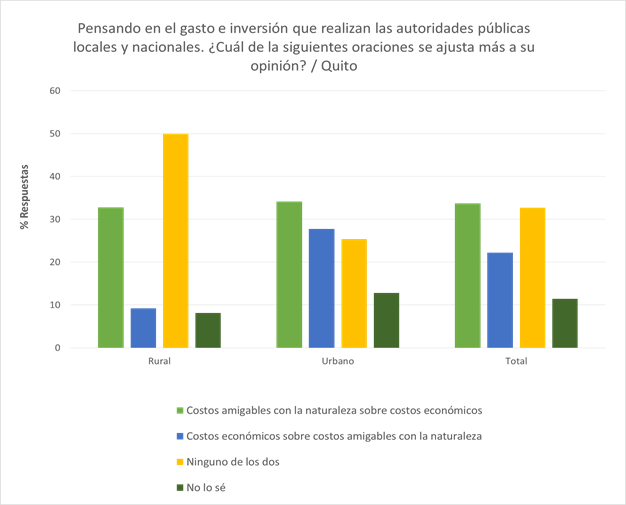 Pensando en el gasto e inversión que realizan las autoridades públicas
locales y nacionales. ¿Cuál de la siguientes oraciones se ajusta más a su
opinión? / Quito
% Respuestas
60
50
40
30
20
10
0
Rural
Urbano
Total
Costos amigables con la naturaleza sobre costos económicos
Costos económicos sobre costos amigables con la naturaleza
Ninguno de los dos
No lo sé